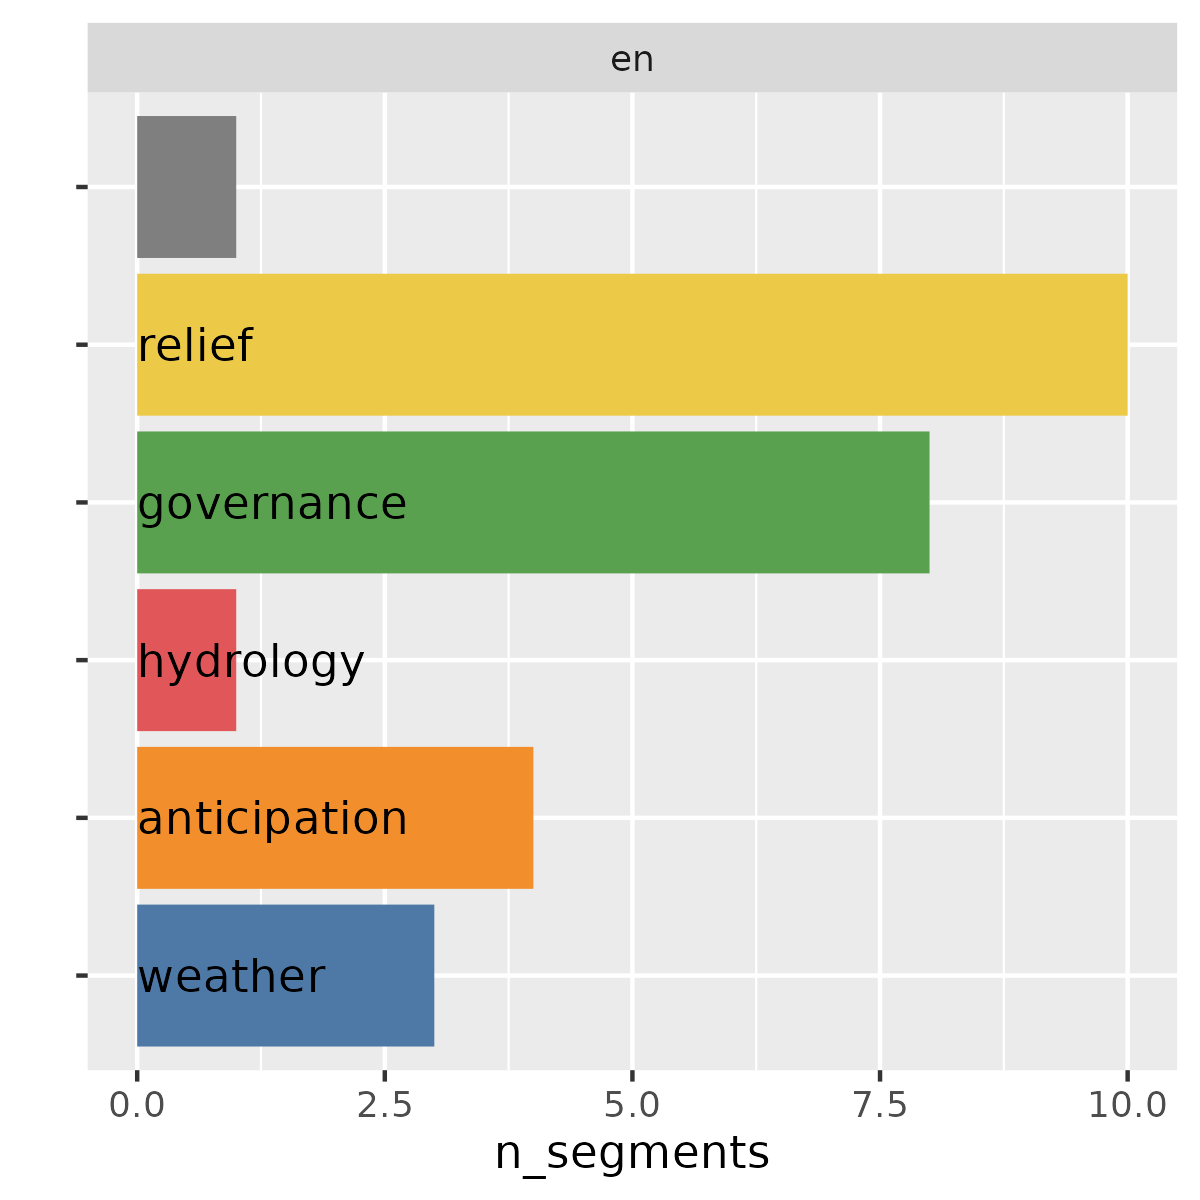 en
relief
governance
hydrology
anticipation
weather
0.0 2.5 5.0 7.5 10.0
n_segments